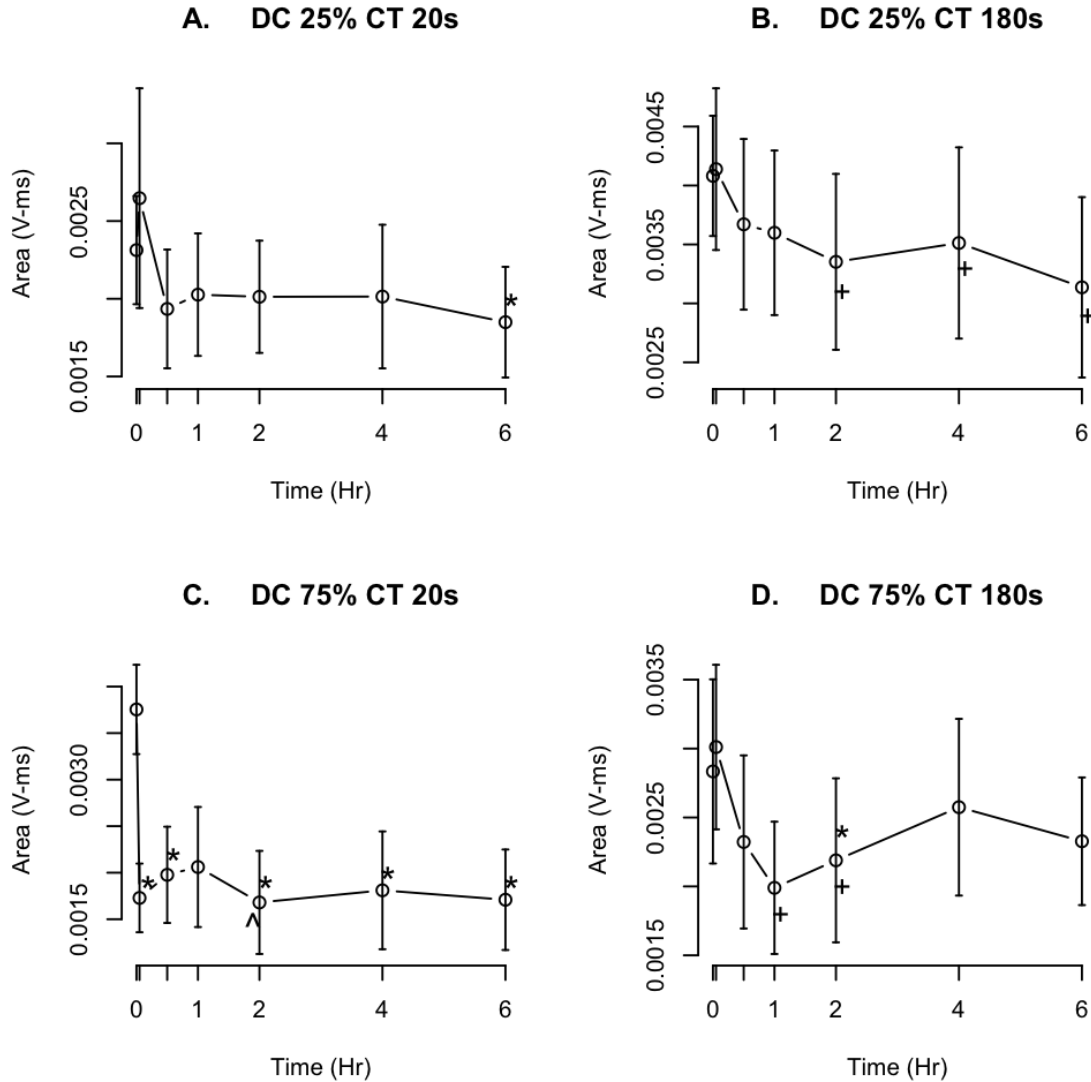 A. DC 25% CT 20s
Area (V-ms)
0.0015 0.0025
* 
0 1 2 4 6
Time (Hr)
B. DC 25% CT 180s
Area (V-ms)
0.0025 0.0035 0.0045
+ + +
0 1 2 4 6
Time (Hr)
C. DC 75% CT 20s
Area (V-ms)
0.0015 0.0030
* * * * *
^
0 1 2 4 6
Time (Hr)
D. DC 75% CT 180s
Area (V-ms)
0.0015 0.0025 0.0035
*
+ +
0 1 2 4 6
Time (Hr)